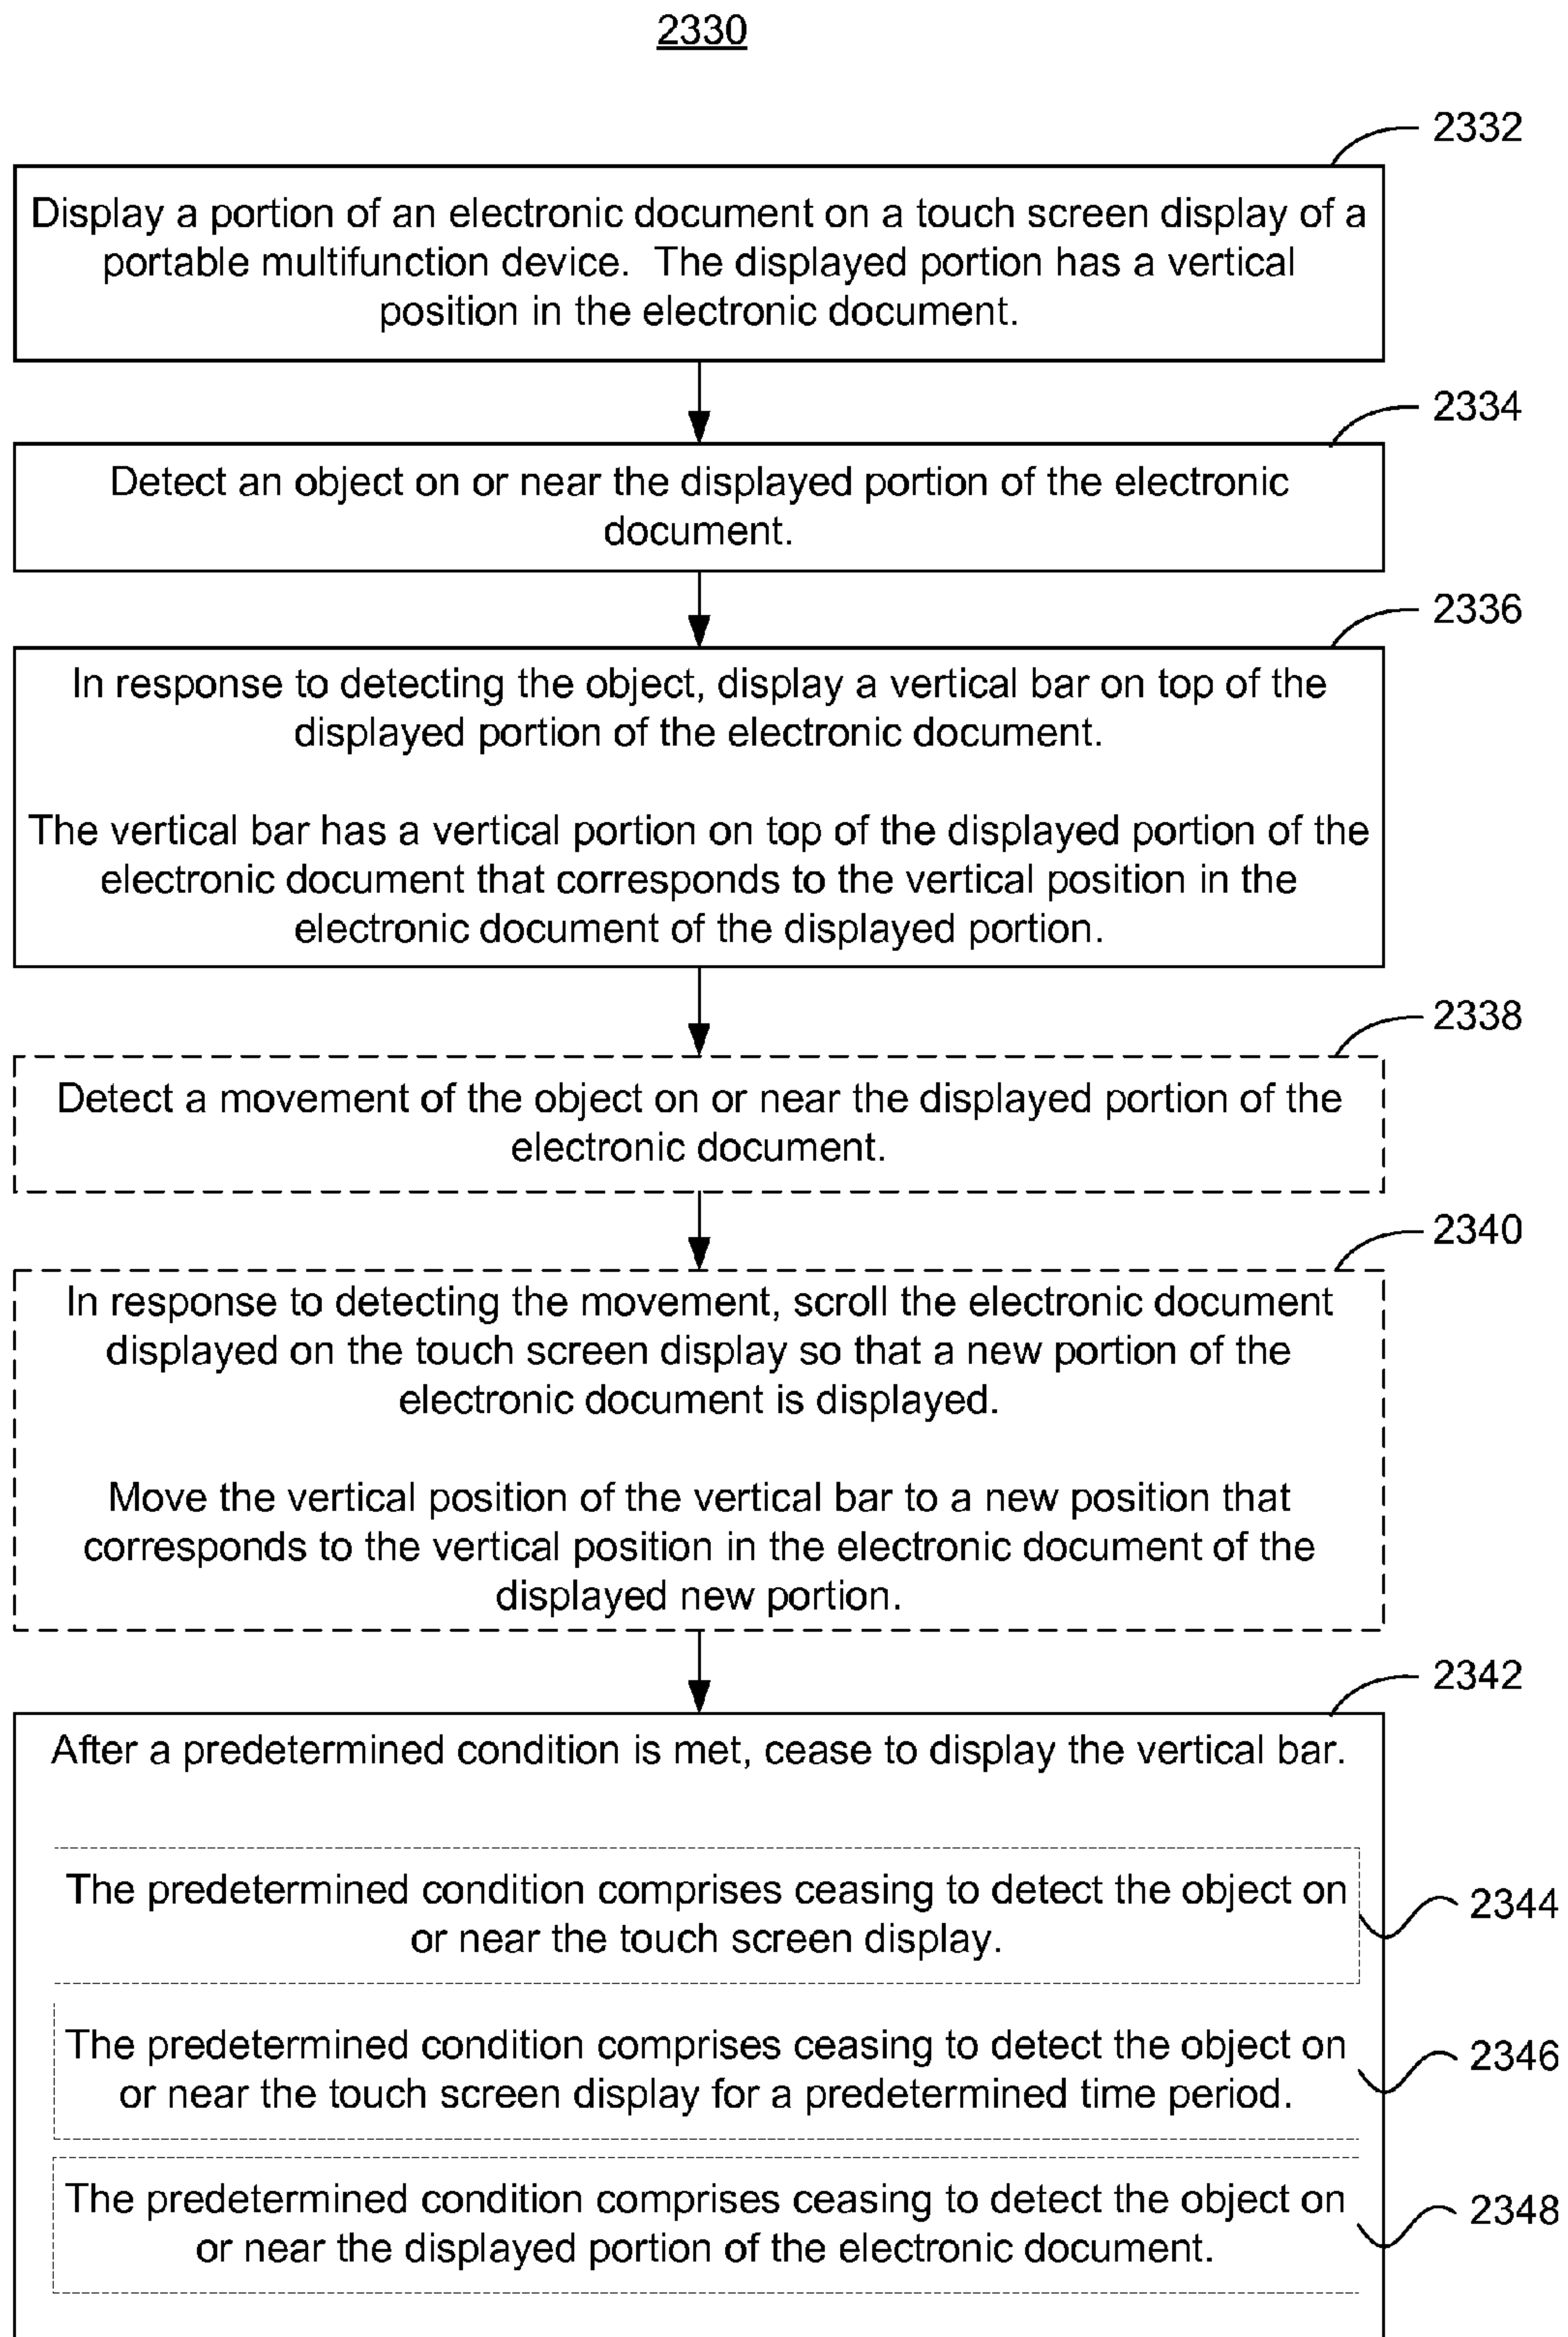 2330
2332
Display a portion of an electronic document on a touch screen display of a
portable multifunction device. The displayed portion has a vertical
position in the electronic document.
2334
Detect an object on or near the displayed portion of the electronic
document.
2336
In response to detecting the object, display a vertical bar on top of the
displayed portion of the electronic document.
The vertical bar has a vertical portion on top of the displayed portion of the
electronic document that corresponds to the vertical position in the
electronic document of the displayed portion.
2338
Detect a movement of the object on or near the displayed portion of the
electronic document.
2340
In response to detecting the movement, scroll the electronic document
displayed on the touch screen display so that a new portion of the
electronic document is displayed.
Move the vertical position of the vertical bar to a new position that
corresponds to the vertical position in the electronic document of the
displayed new portion.
2342
After a predetermined condition is met, cease to display the vertical bar.
The predetermined condition comprises ceasing to detect the object on
or near the touch screen display.
2344
The predetermined condition comprises ceasing to detect the object on
or near the touch screen display for a predetermined time period.
2346
The predetermined condition comprises ceasing to detect the object on
or near the displayed portion of the electronic document.
2348